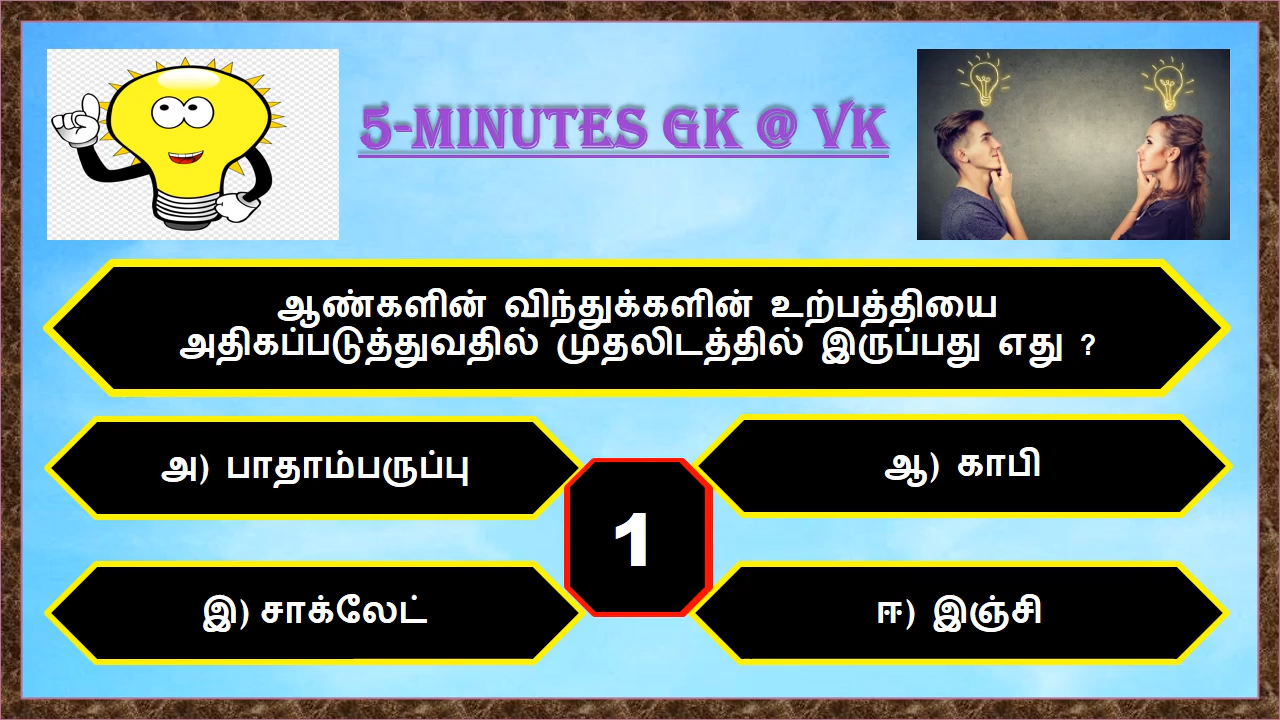 5-MINUTES GK @ VK
ஆண்களின் விந்துக்களின் உற்பத்தியை
அதிகப்படுத்துவதில் முதலிடத்தில் இருப்பது எது ?
அ) பாதாம்பருப்பு
ஆ) காபி
1
இ) சாக்லேட்
ஈ) இஞ்சி